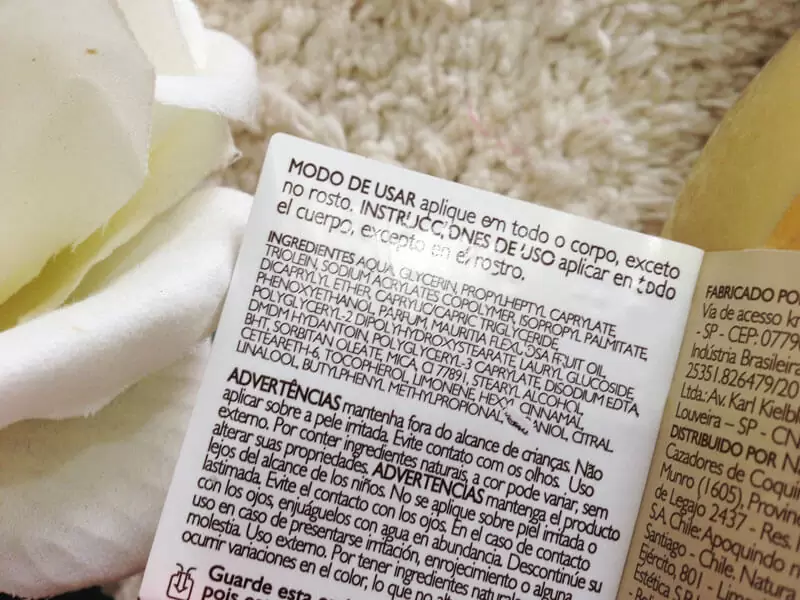 MODO DE USAR aplique em todo o corpo, exceto
no rosto. INSTRUCCIONES DE USO aplicar en todo
el cuerpo, excepto en el rostro.
INGREDIENTES AQUA, GLYCERIN, PROPYLHEPTYL CAPRYLATE,
TRIOLEIN, SODIUM ACRYLATES COPOLYMER, ISOPROPYL PALMITATE,
DICAPRYLYL ETHER, CAPRYLIC/CAPRIC TRIGLYCERIDE,
PHENOXYETHANOL, PARFUM, MAURITIA FLEXUOSA FRUIT OIL,
POLYGLYCERYL-2 DIPOLYHYDROXYSTEARATE, LAURYL GLUCOSIDE,
DMDM HYDANTOIN, POLYGLYCERYL-3 CAPRYLATE, DISODIUM EDTA,
BHT, SORBITAN OLEATE, MICA, CI 77891, STEARYL ALCOHOL,
CETEARETH-6, TOCOPHEROL, LIMONENE, HEXYL CINNAMAL,
LINALOOL, BUTYLPHENYL METHYLPROPIONAL, GERANIOL, CITRAL
ADVERTÊNCIAS mantenha fora do alcance de crianças. Não
aplicar sobre a pele irritada. Evite contato com os olhos. Uso
externo. Por conter ingredientes naturais, a cor pode variar, sem
alterar suas propriedades. ADVERTENCIAS mantenga el producto
lejos del alcance de los niños. No se aplique sobre piel irritada o
lastimada. Evite el contacto con los ojos. En el caso de contacto
con los ojos, enjuáguelos con agua en abundancia. Descontinúe su
uso en caso de presentarse irritación, enrojecimiento o alguna
molestia. Uso externo. Por tener ingredientes naturale
ocurrir variaciones en el color, lo que no alt
Guarde esta
pois
FABRICADO PO
Via de acesso km
- SP - CEP: 0779
Indústria Brasileira
25351.826479/20
Ltda.: Av. Karl Kielbl
Louveira – SP - CN
DISTRIBUIDO POR N
Cazadores de Coqui
Munro (1605), Provinc
de Legajo 2437 - Res.
S.A. Chile: Apoquindo n
Santiago - Chile. Natura
Ejército, 801 - Lim
Estética S.R